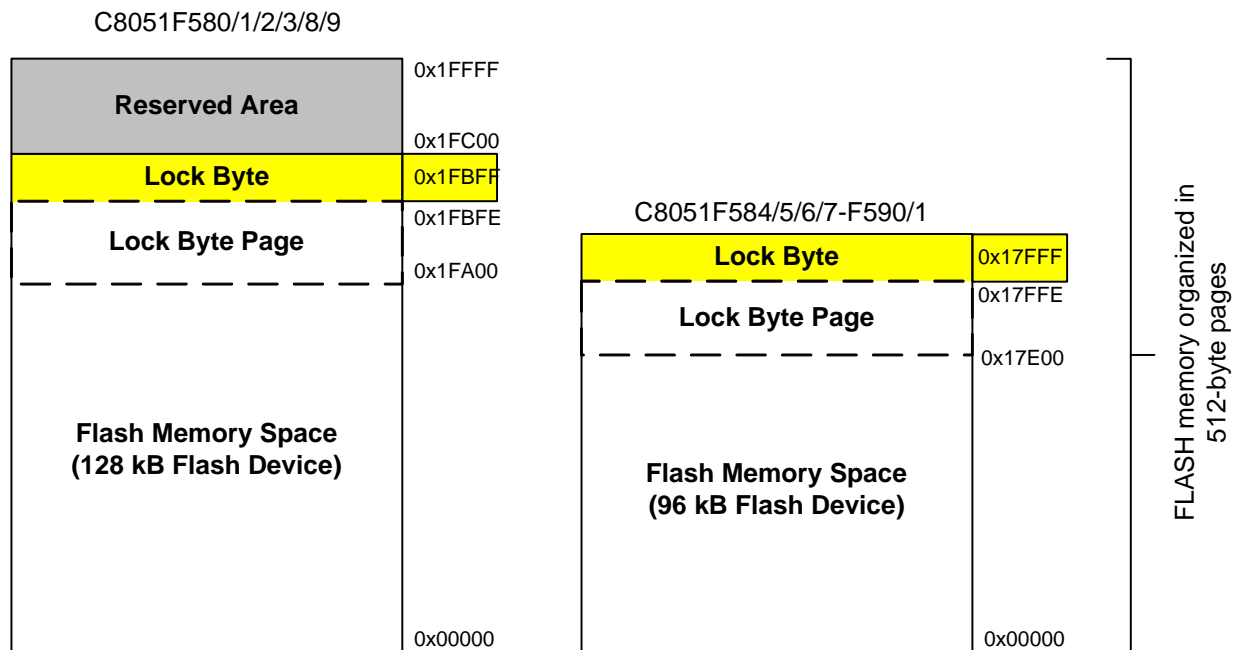 C8051F580/1/2/3/8/9
0x1FFFF
Reserved Area
0x1FC00
Lock Byte
0x1FBFF
0x1FBFE
Lock Byte Page
0x1FA00
Flash Memory Space
(128 kB Flash Device)
0x00000
C8051F584/5/6/7-F590/1
Lock Byte
0x17FFF
0x17FFE
Lock Byte Page
0x17E00
Flash Memory Space
(96 kB Flash Device)
0x00000
FLASH memory organized in
512-byte pages